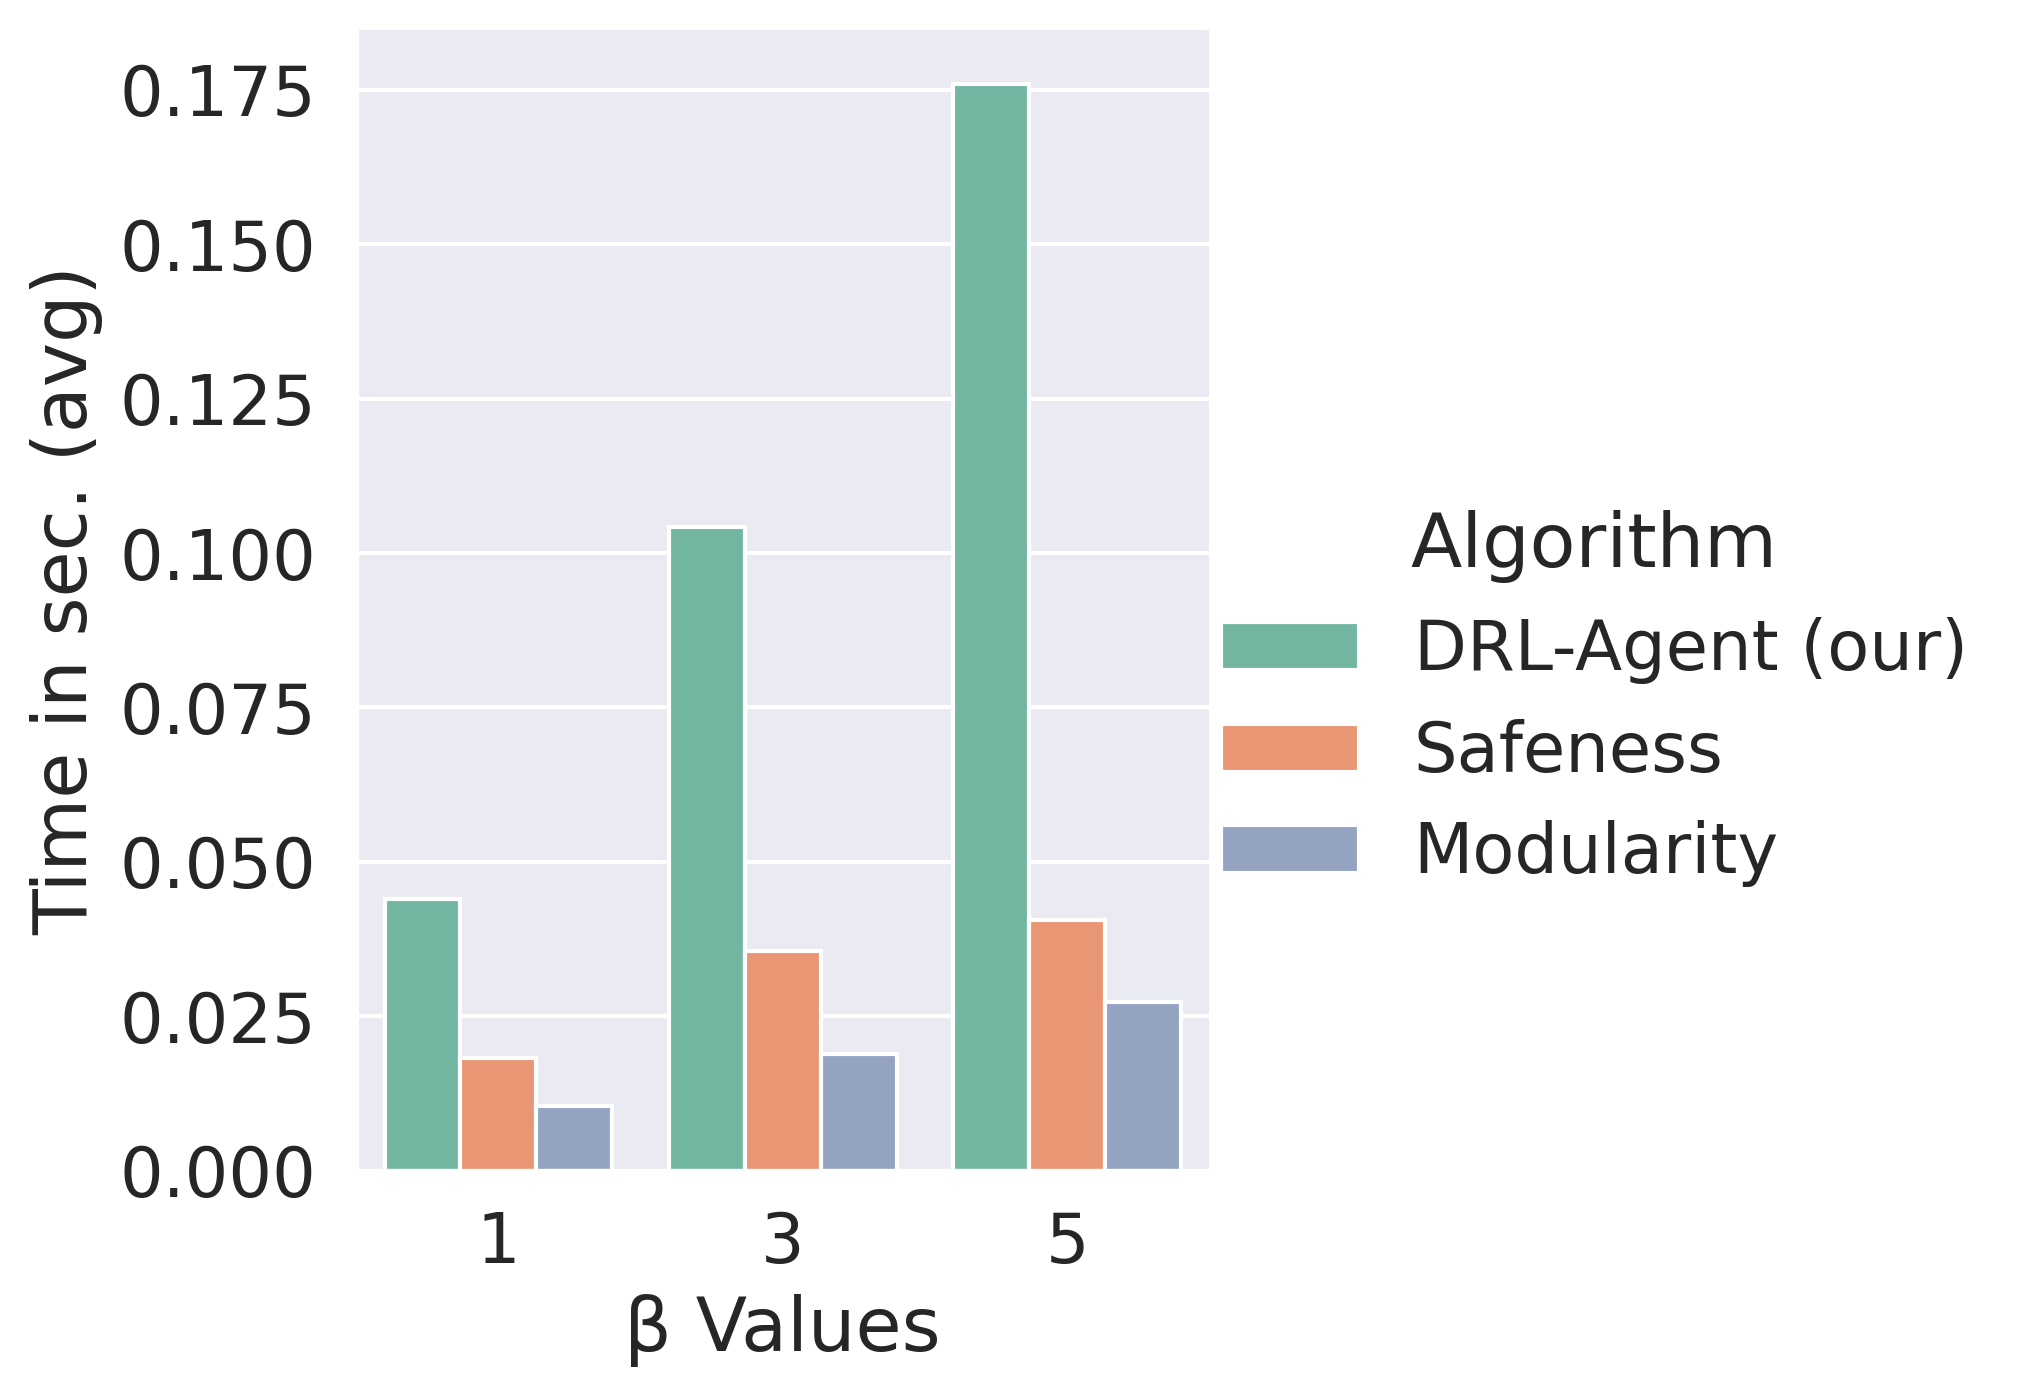 0.175
0.150
0.125
0.100
0.075
0.050
0.025
0.000
Time in sec. (avg)
1 3 5
β Values
Algorithm
DRL-Agent (our)
Safeness
Modularity